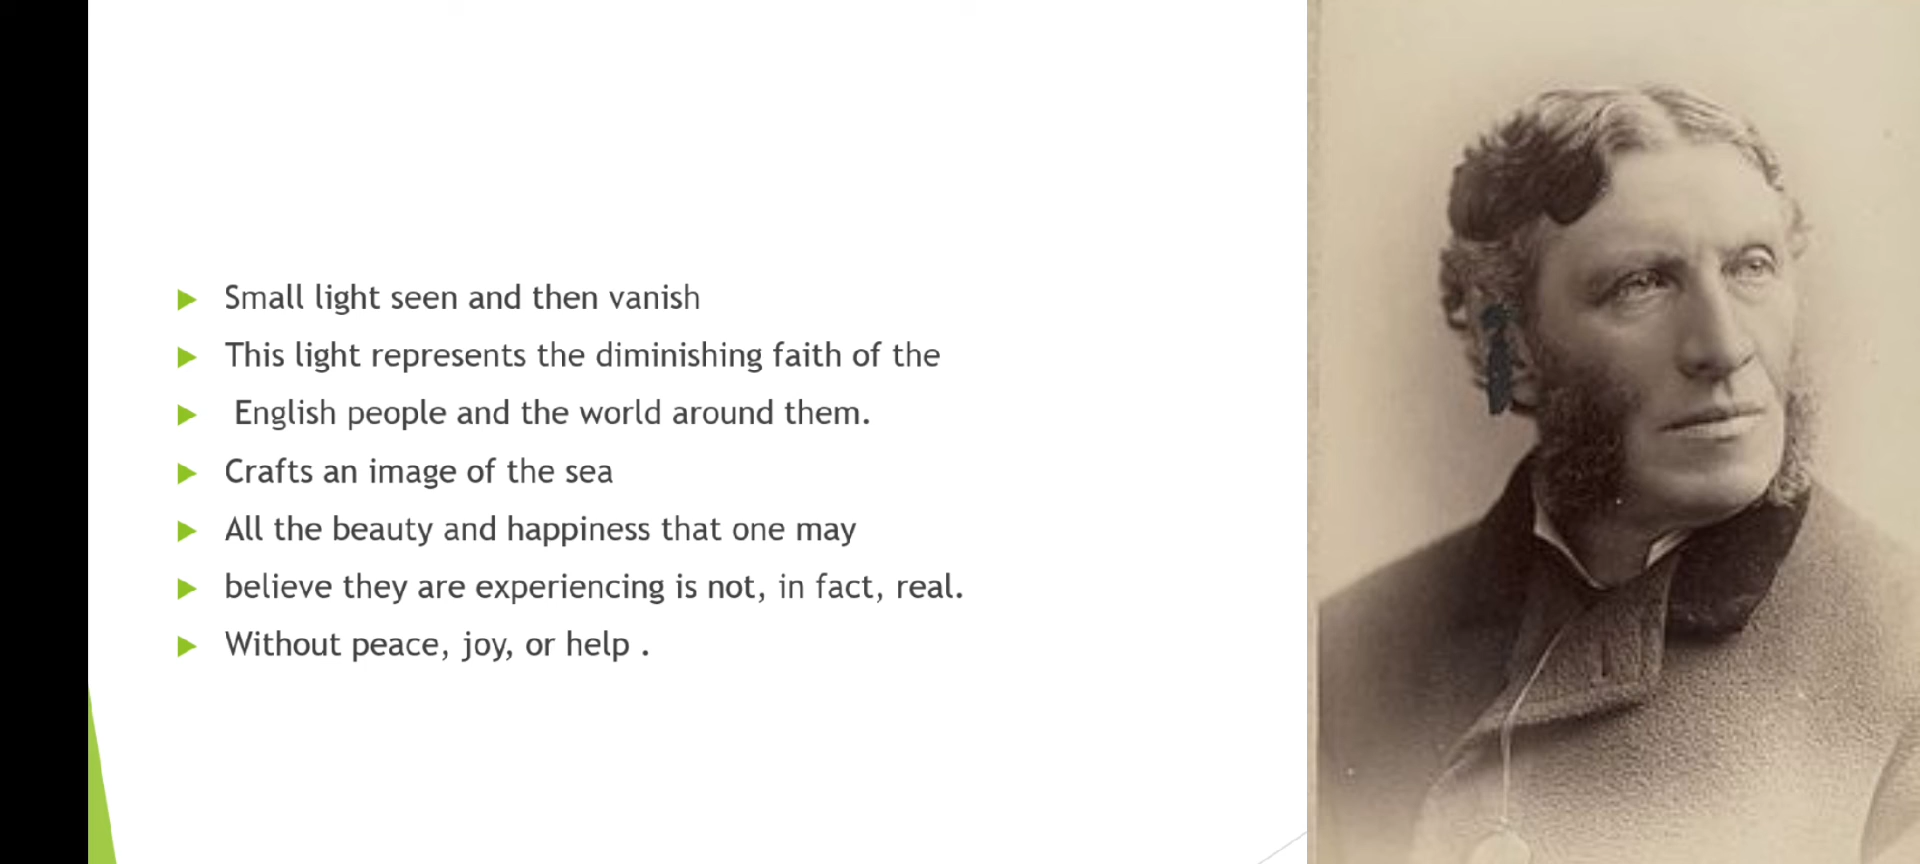 Small light seen and then vanish
This light represents the diminishing faith of the
English people and the world around them.
Crafts an image of the sea
All the beauty and happiness that one may
believe they are experiencing is not, in fact, real.
Without peace, joy, or help .